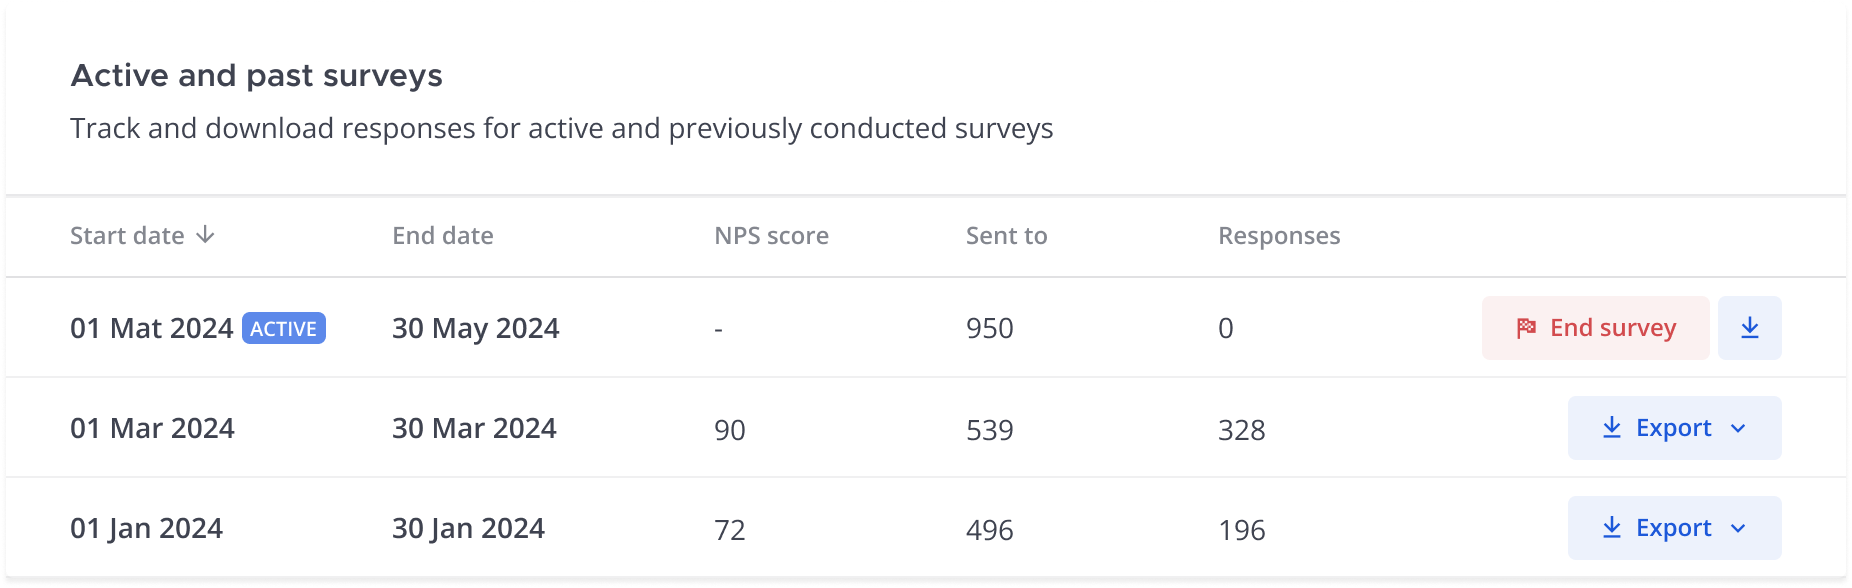 Active and past surveys
Track and download responses for active and previously conducted surveys
Start date End date NPS score Sent to Responses
01 Mat 2024 ACTIVE 30 May 2024 - 950 0 End survey
01 Mar 2024 30 Mar 2024 90 539 328 Export
01 Jan 2024 30 Jan 2024 72 496 196 Export